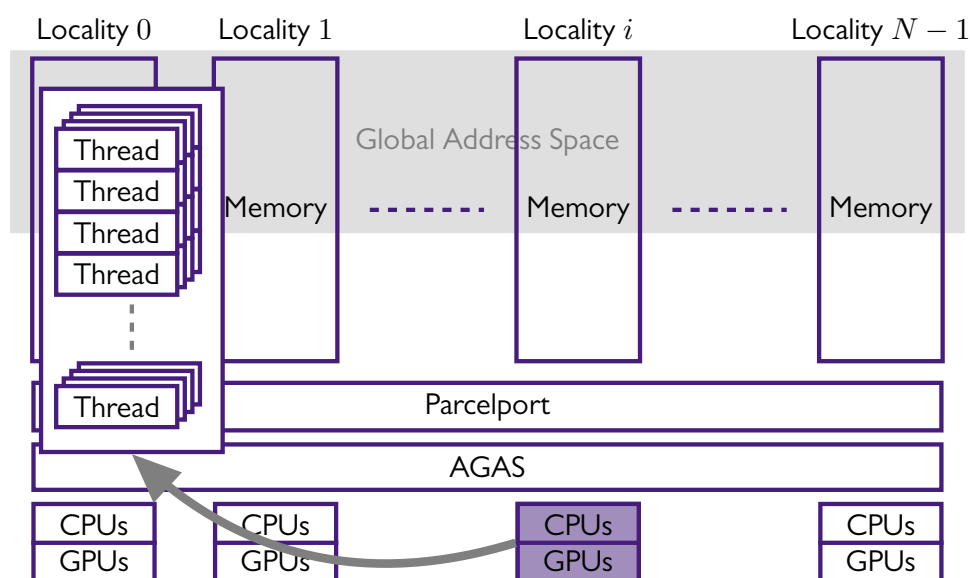 Locality 0 Locality 1 Locality i Locality N − 1
Global Address Space
Thread
Thread
Memory Memory Memory
Thread
Thread
Thread
Parcelport
AGAS
CPUs CPUs CPUs CPUs
GPUs GPUs GPUs GPUs